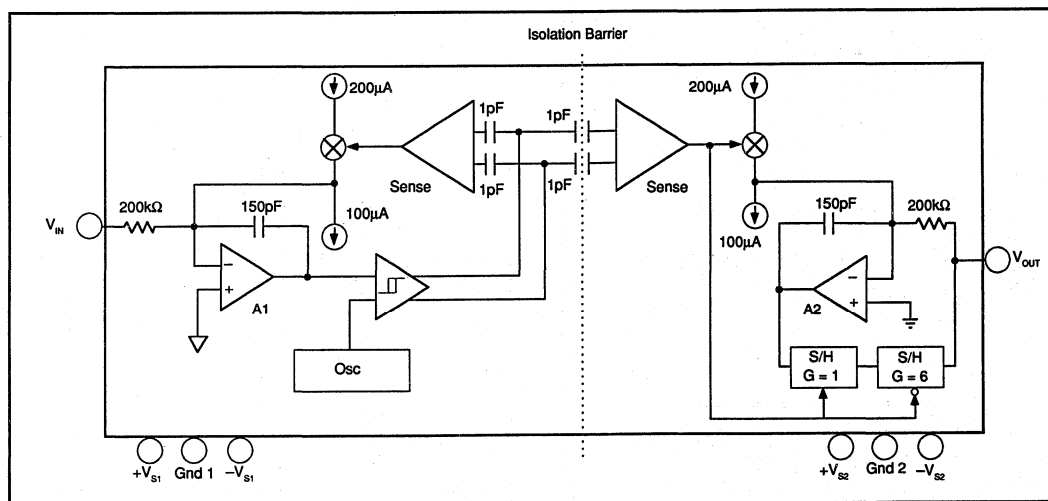 Isolation Barrier
200µA
200µA
1pF
1pF
Sense
1pF
1pF
Sense
200kΩ
150pF
100µA
150pF
200kΩ
100µA
V_IN
V_OUT
−
+
A1
−
+
A2
Osc
S/H
G = 1
S/H
G = 6
+V_S1 Gnd 1 −V_S1
+V_S2 Gnd 2 −V_S2